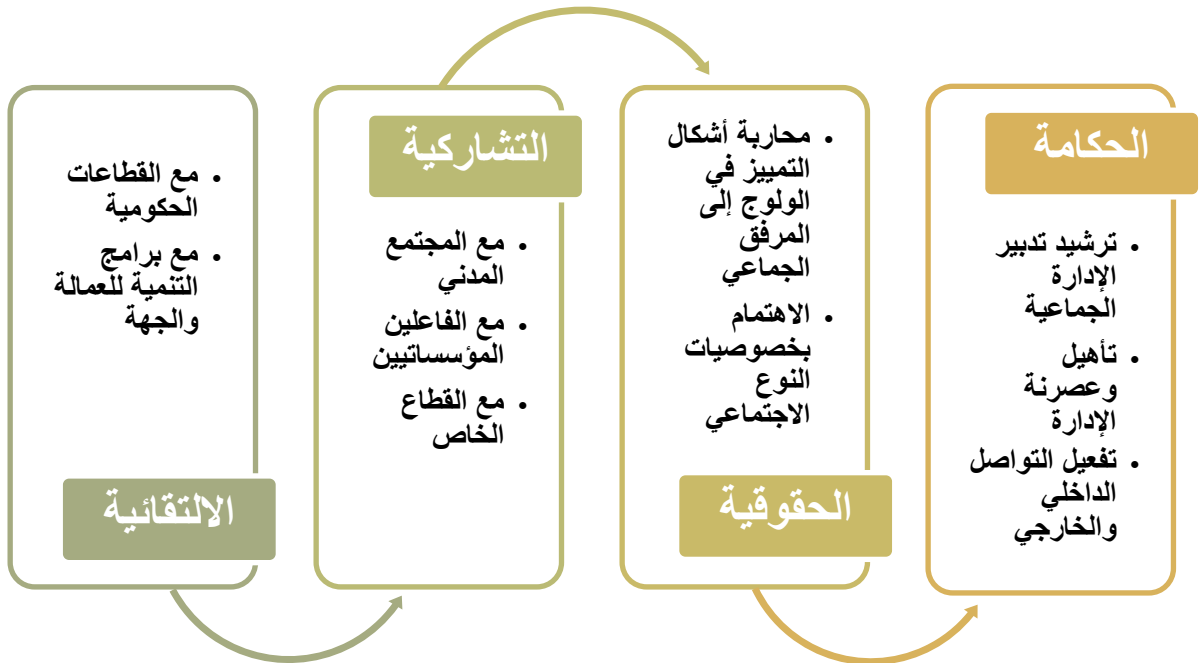 الحكامة
• ترشيد تدبير
الإدارة
الجماعية
• تأهيل
وعصرنة
الإدارة
• تفعيل التواصل
الداخلي
والخارجي
• محاربة أشكال
التمييز في
الولوج إلى
المرفق
الجماعي
• الاهتمام
بخصوصيات
النوع
الاجتماعي
الحقوقية
التشاركية
• مع المجتمع
المدني
• مع الفاعلين
المؤسساتيين
• مع القطاع
الخاص
• مع القطاعات
الحكومية
• مع برامج
التنمية للعمالة
والجهة
الالتقائية